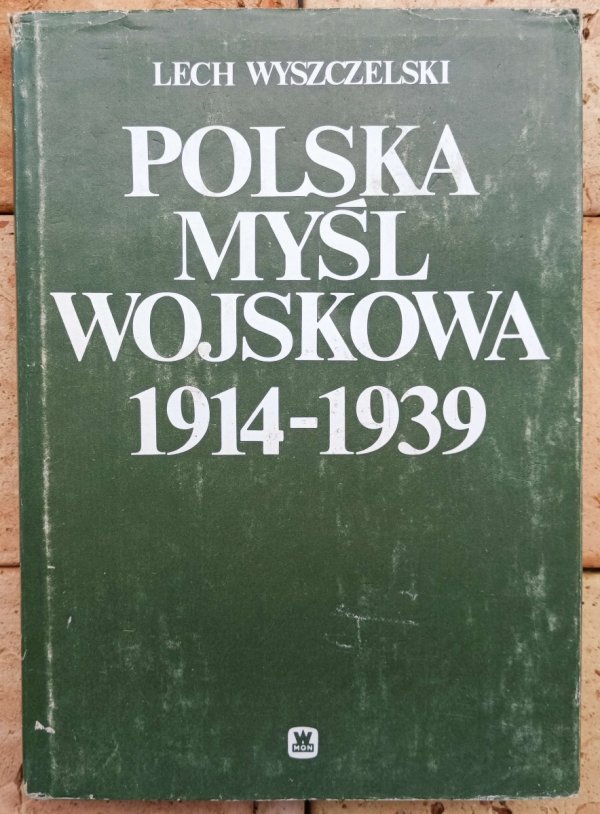 LECH WYSZCZELSKI
POLSKA
MYŚL
WOJSKOWA
1914-1939
W
MON